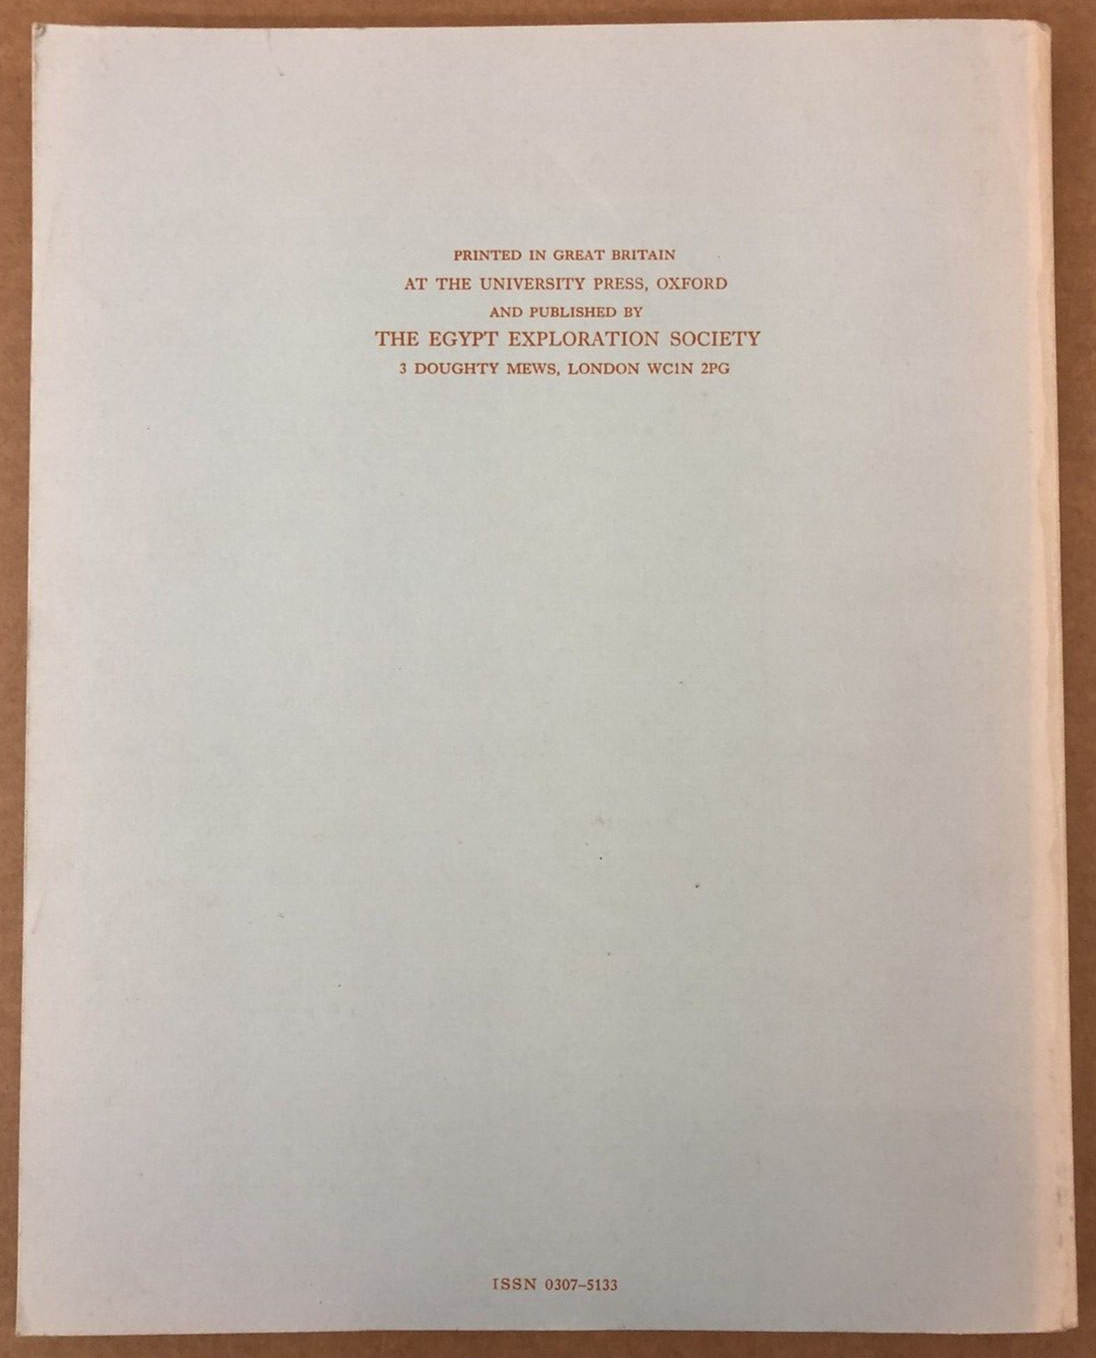 PRINTED IN GREAT BRITAIN
AT THE UNIVERSITY PRESS, OXFORD
AND PUBLISHED BY
THE EGYPT EXPLORATION SOCIETY
3 DOUGHTY MEWS, LONDON WC1N 2PG
ISSN 0307–5133